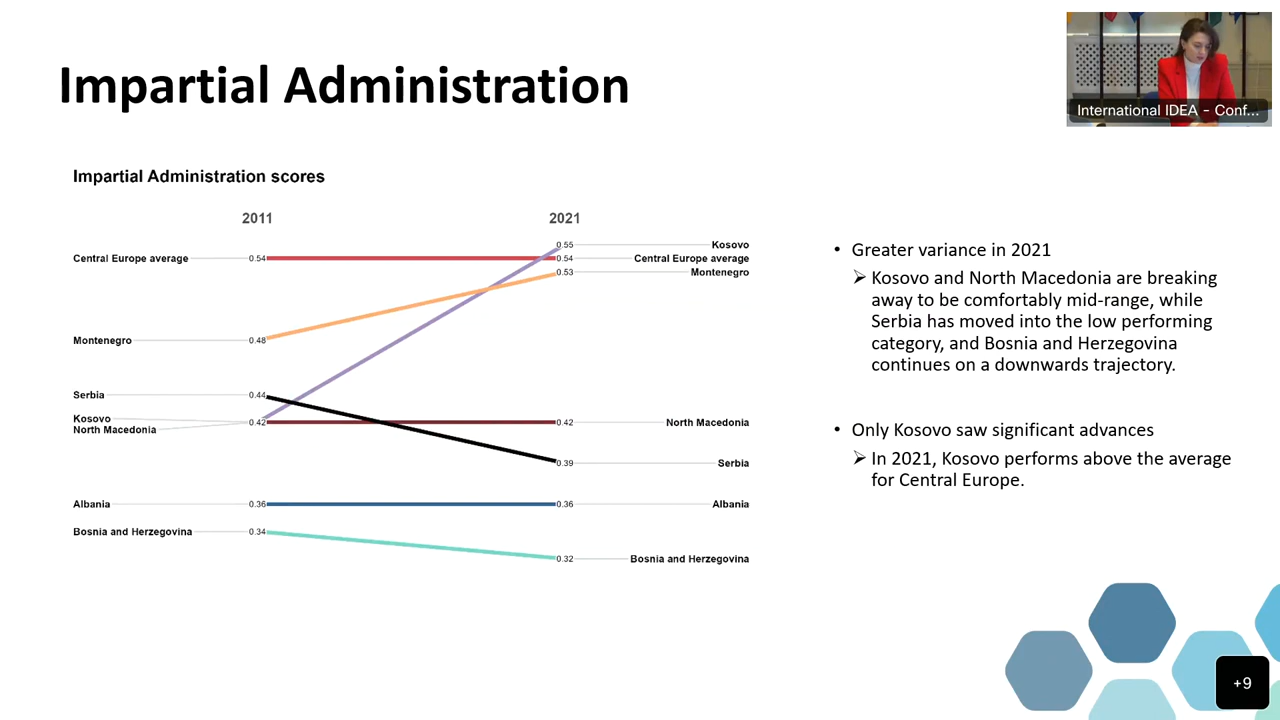 Impartial Administration
International IDEA - Conf...
Impartial Administration scores
2011
2021
0.55
Kosovo
Central Europe average
0.54
0.54
Central Europe average
0.53
Montenegro
Montenegro
0.48
Serbia
0.44
Kosovo
North Macedonia
0.42
0.42
North Macedonia
0.39
Serbia
Albania
0.36
0.36
Albania
Bosnia and Herzegovina
0.34
0.32
Bosnia and Herzegovina
• Greater variance in 2021
➢ Kosovo and North Macedonia are breaking
away to be comfortably mid-range, while
Serbia has moved into the low performing
category, and Bosnia and Herzegovina
continues on a downwards trajectory.
• Only Kosovo saw significant advances
➢ In 2021, Kosovo performs above the average
for Central Europe.
+9